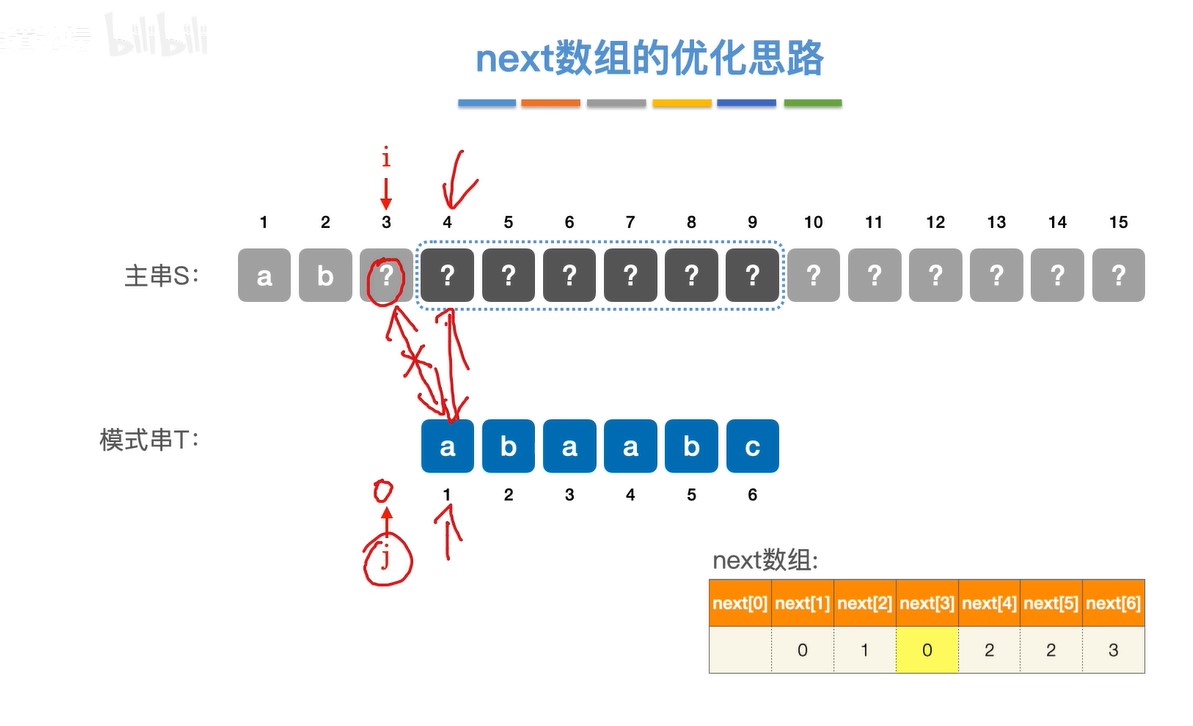 bilibili
next数组的优化思路
i
1 2 3 4 5 6 7 8 9 10 11 12 13 14 15
主串S: a b ? ? ? ? ? ? ? ? ? ? ? ? ?
模式串T: a b a a b c
0 1 2 3 4 5 6
j
next数组:
next[0] next[1] next[2] next[3] next[4] next[5] next[6]
0 1 0 2 2 3